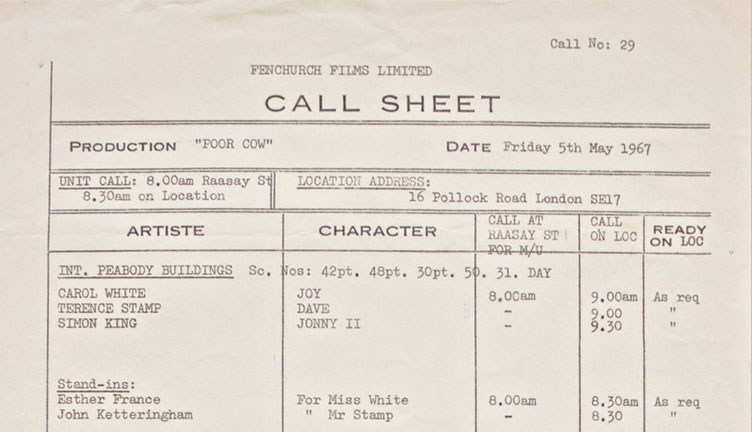 Call No: 29
FENCHURCH FILMS LIMITED
CALL SHEET
PRODUCTION "POOR COW" DATE Friday 5th May 1967
UNIT CALL: 8.00am Raasay St LOCATION ADDRESS:
8.30am on Location 16 Pollock Road London SE17
ARTISTE CHARACTER CALL AT RAASAY ST FOR M/U CALL ON LOC READY ON LOC
INT. PEABODY BUILDINGS Sc. Nos: 42pt. 48pt. 30pt. 50. 31. DAY
CAROL WHITE JOY 8.00am 9.00am As req
TERENCE STAMP DAVE - 9.00 "
SIMON KING JONNY II - 9.30 "
Stand-ins:
Esther France For Miss White 8.00am 8.30am As req
John Ketteringham " Mr Stamp - 8.30 "